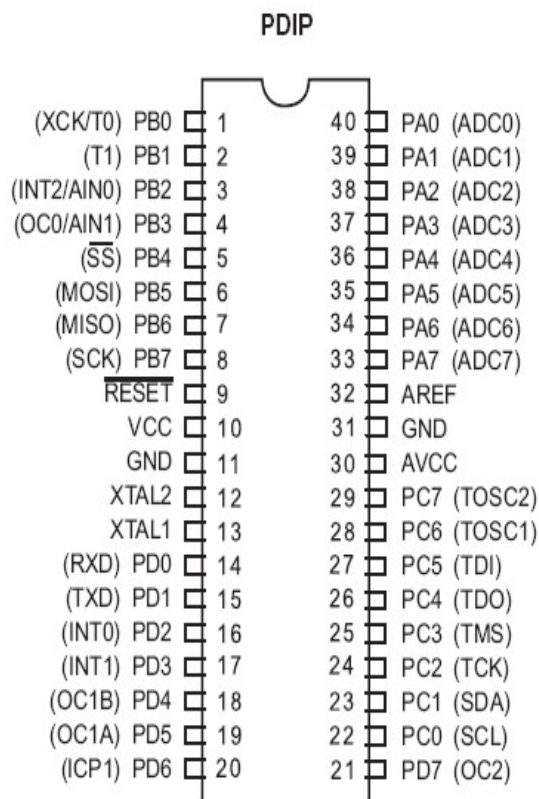 PDIP
(XCK/T0) PB0 1 40 PA0 (ADC0)
(T1) PB1 2 39 PA1 (ADC1)
(INT2/AIN0) PB2 3 38 PA2 (ADC2)
(OC0/AIN1) PB3 4 37 PA3 (ADC3)
(S̅S̅) PB4 5 36 PA4 (ADC4)
(MOSI) PB5 6 35 PA5 (ADC5)
(MISO) PB6 7 34 PA6 (ADC6)
(SCK) PB7 8 33 PA7 (ADC7)
R̅E̅S̅E̅T̅ 9 32 AREF
VCC 10 31 GND
GND 11 30 AVCC
XTAL2 12 29 PC7 (TOSC2)
XTAL1 13 28 PC6 (TOSC1)
(RXD) PD0 14 27 PC5 (TDI)
(TXD) PD1 15 26 PC4 (TDO)
(INT0) PD2 16 25 PC3 (TMS)
(INT1) PD3 17 24 PC2 (TCK)
(OC1B) PD4 18 23 PC1 (SDA)
(OC1A) PD5 19 22 PC0 (SCL)
(ICP1) PD6 20 21 PD7 (OC2)